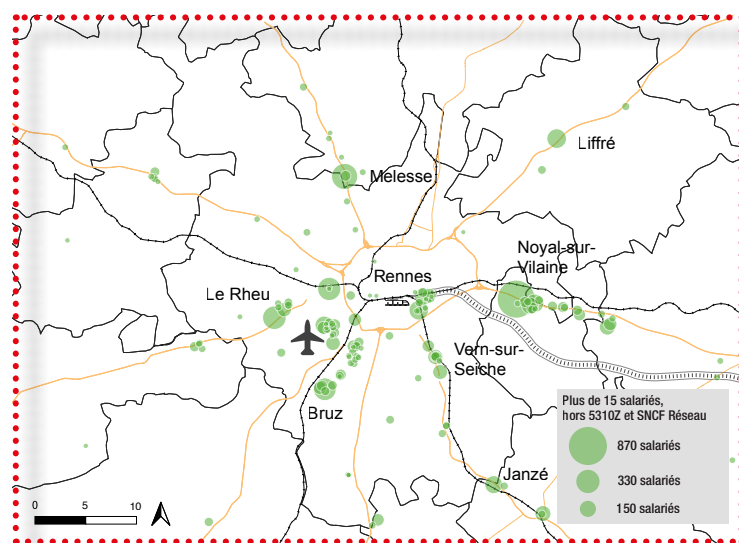 Liffré
Melesse
Noyal-sur-
Vilaine
Rennes
Le Rheu
Vern-sur-
Seiche
Bruz
Janzé
Plus de 15 salariés,
hors 5310Z et SNCF Réseau
870 salariés
330 salariés
150 salariés
0 5 10